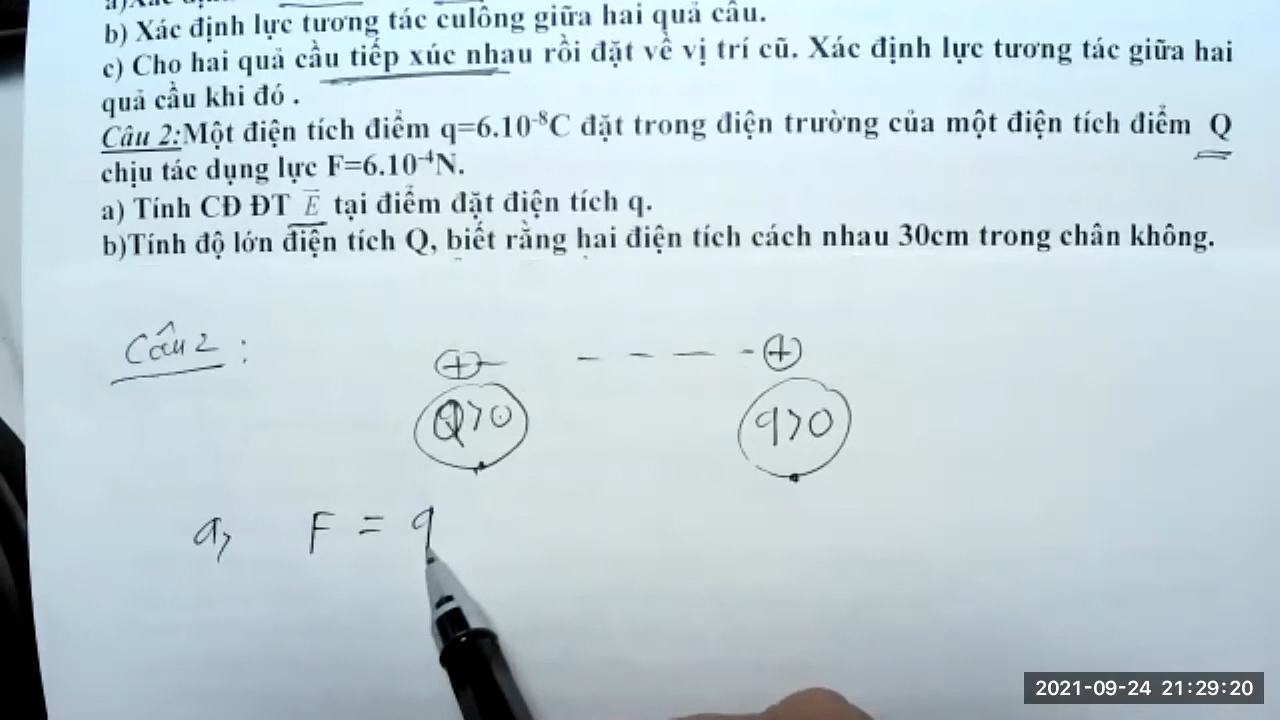 b) Xác định lực tương tác culông giữa hai quả cầu.
c) Cho hai quả cầu tiếp xúc nhau rồi đặt về vị trí cũ. Xác định lực tương tác giữa hai
quả cầu khi đó .
Câu 2:Một điện tích điểm q=6.10⁻⁸C đặt trong điện trường của một điện tích điểm Q
chịu tác dụng lực F=6.10⁻⁴N.
a) Tính CĐ ĐT E⃗ tại điểm đặt điện tích q.
b)Tính độ lớn điện tích Q, biết rằng hai điện tích cách nhau 30cm trong chân không.
Câu 2 :
+ +
Q>0 q>0
a, F = q
2021-09-24 21:29:20